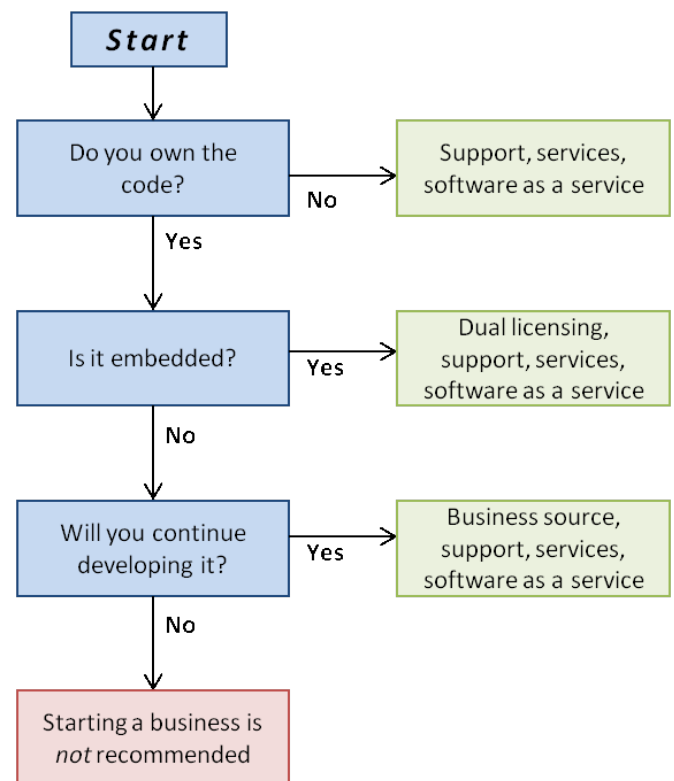 Start
Do you own the
code?
No
Support, services,
software as a service
Yes
Is it embedded?
Yes
Dual licensing,
support, services,
software as a service
No
Will you continue
developing it?
Yes
Business source,
support, services,
software as a service
No
Starting a business is
not recommended